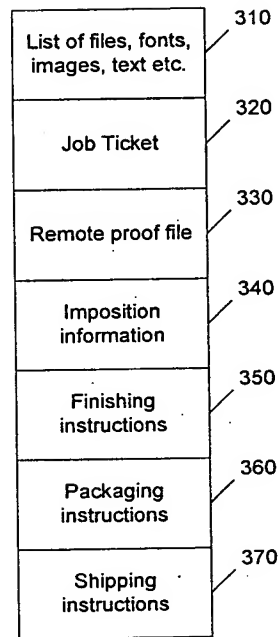 310
List of files, fonts,
images, text etc.
320
Job Ticket
330
Remote proof file
340
Imposition
information
350
Finishing
instructions
360
Packaging
instructions
370
Shipping
instructions